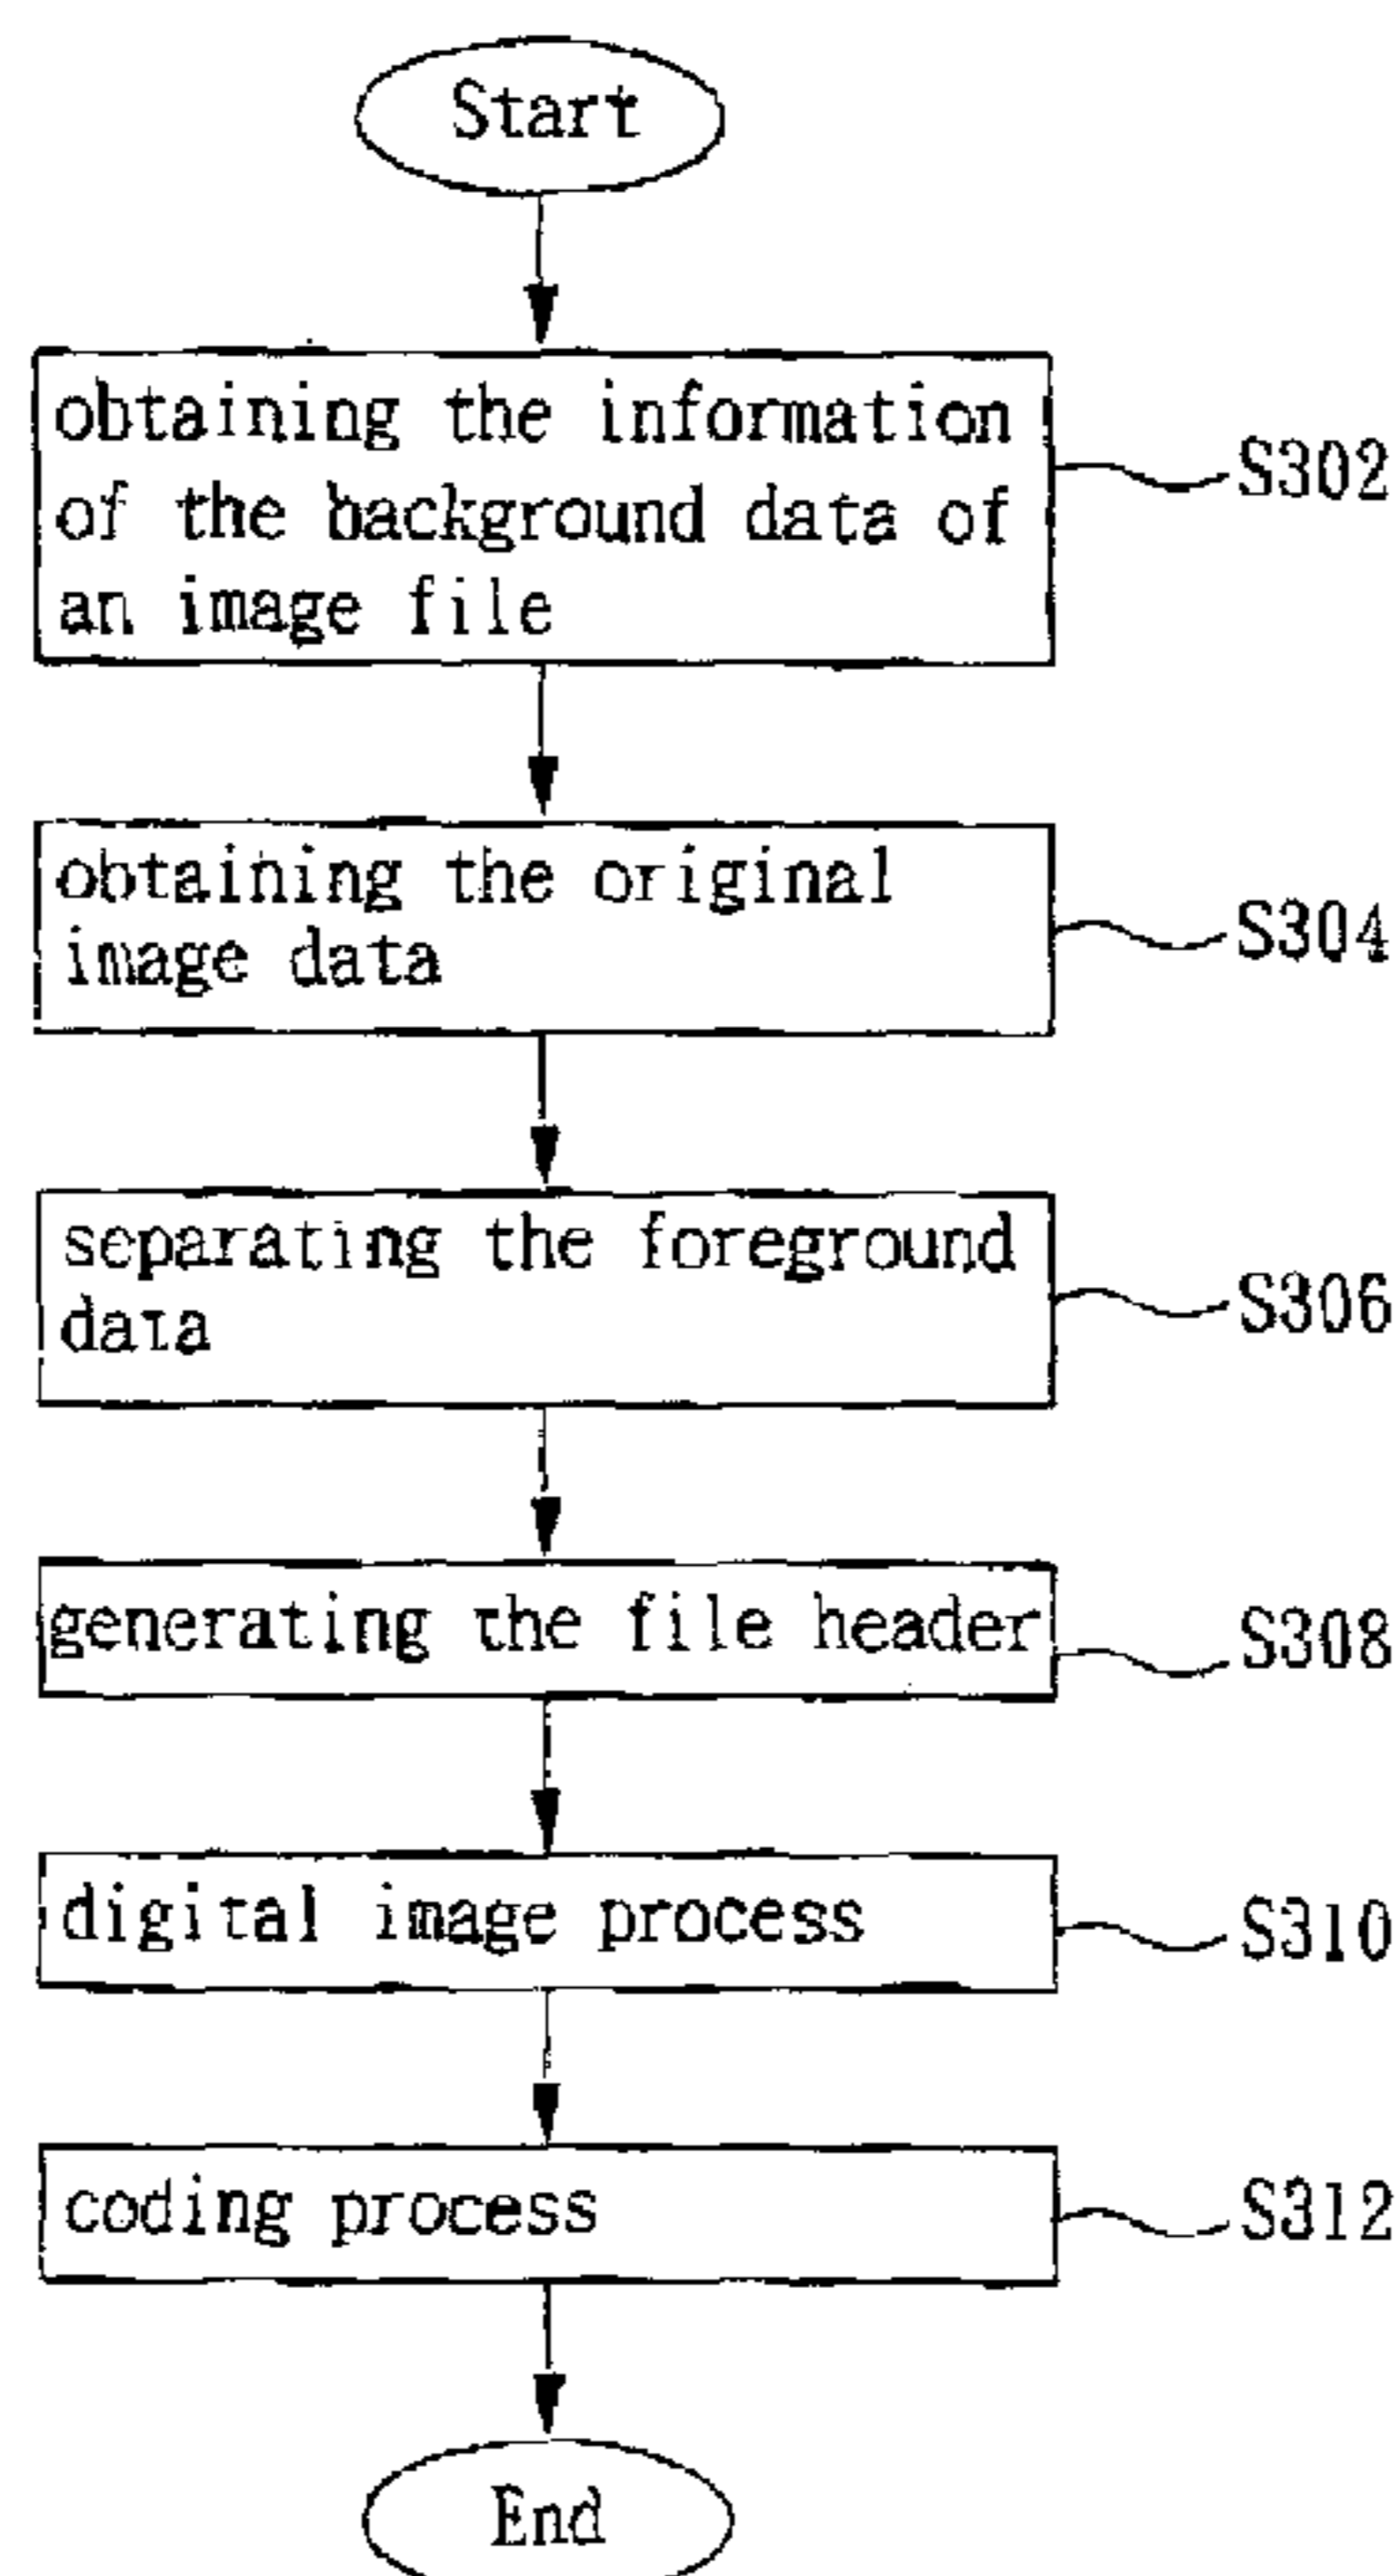 Start
obtaining the information
of the background data of
an image file
S302
obtaining the original
image data
S304
separating the foreground
data
S306
generating the file header
S308
digital image process
S310
coding process
S312
End